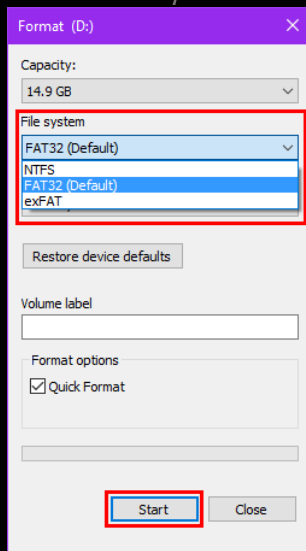 Format (D:)
Capacity:
14.9 GB
File system
FAT32 (Default)
NTFS
FAT32 (Default)
exFAT
Restore device defaults
Volume label
Format options
Quick Format
Start
Close